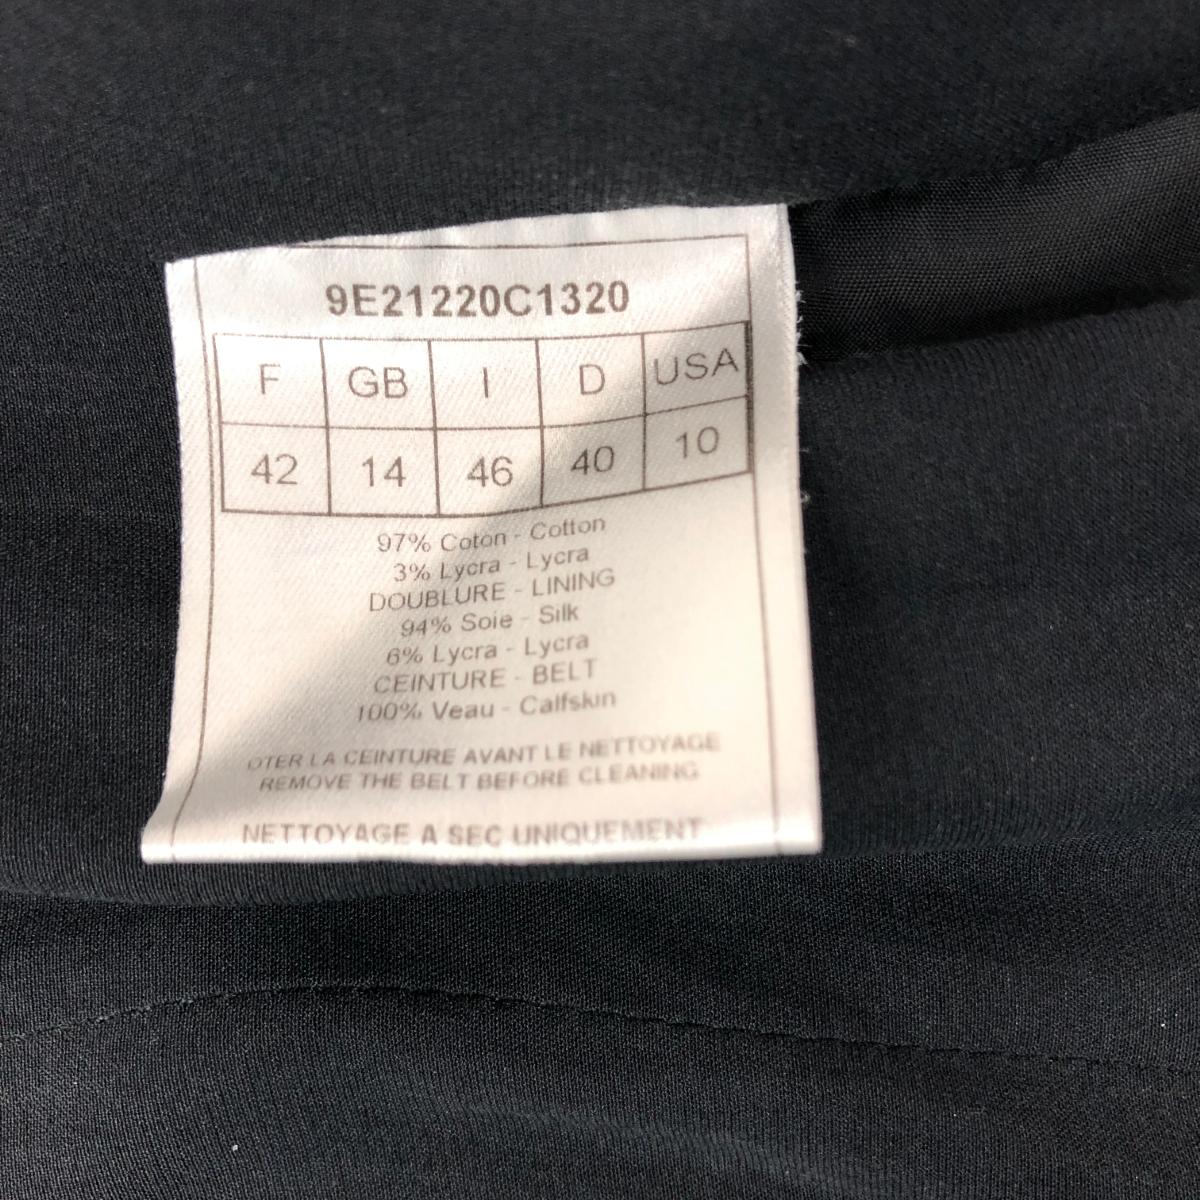 9E21220C1320
F GB I D USA
42 14 46 40 10
97% Coton - Cotton
3% Lycra - Lycra
DOUBLURE - LINING
94% Soie - Silk
6% Lycra - Lycra
CEINTURE - BELT
100% Veau - Calfskin
OTER LA CEINTURE AVANT LE NETTOYAGE
REMOVE THE BELT BEFORE CLEANING
NETTOYAGE A SEC UNIQUEMENT